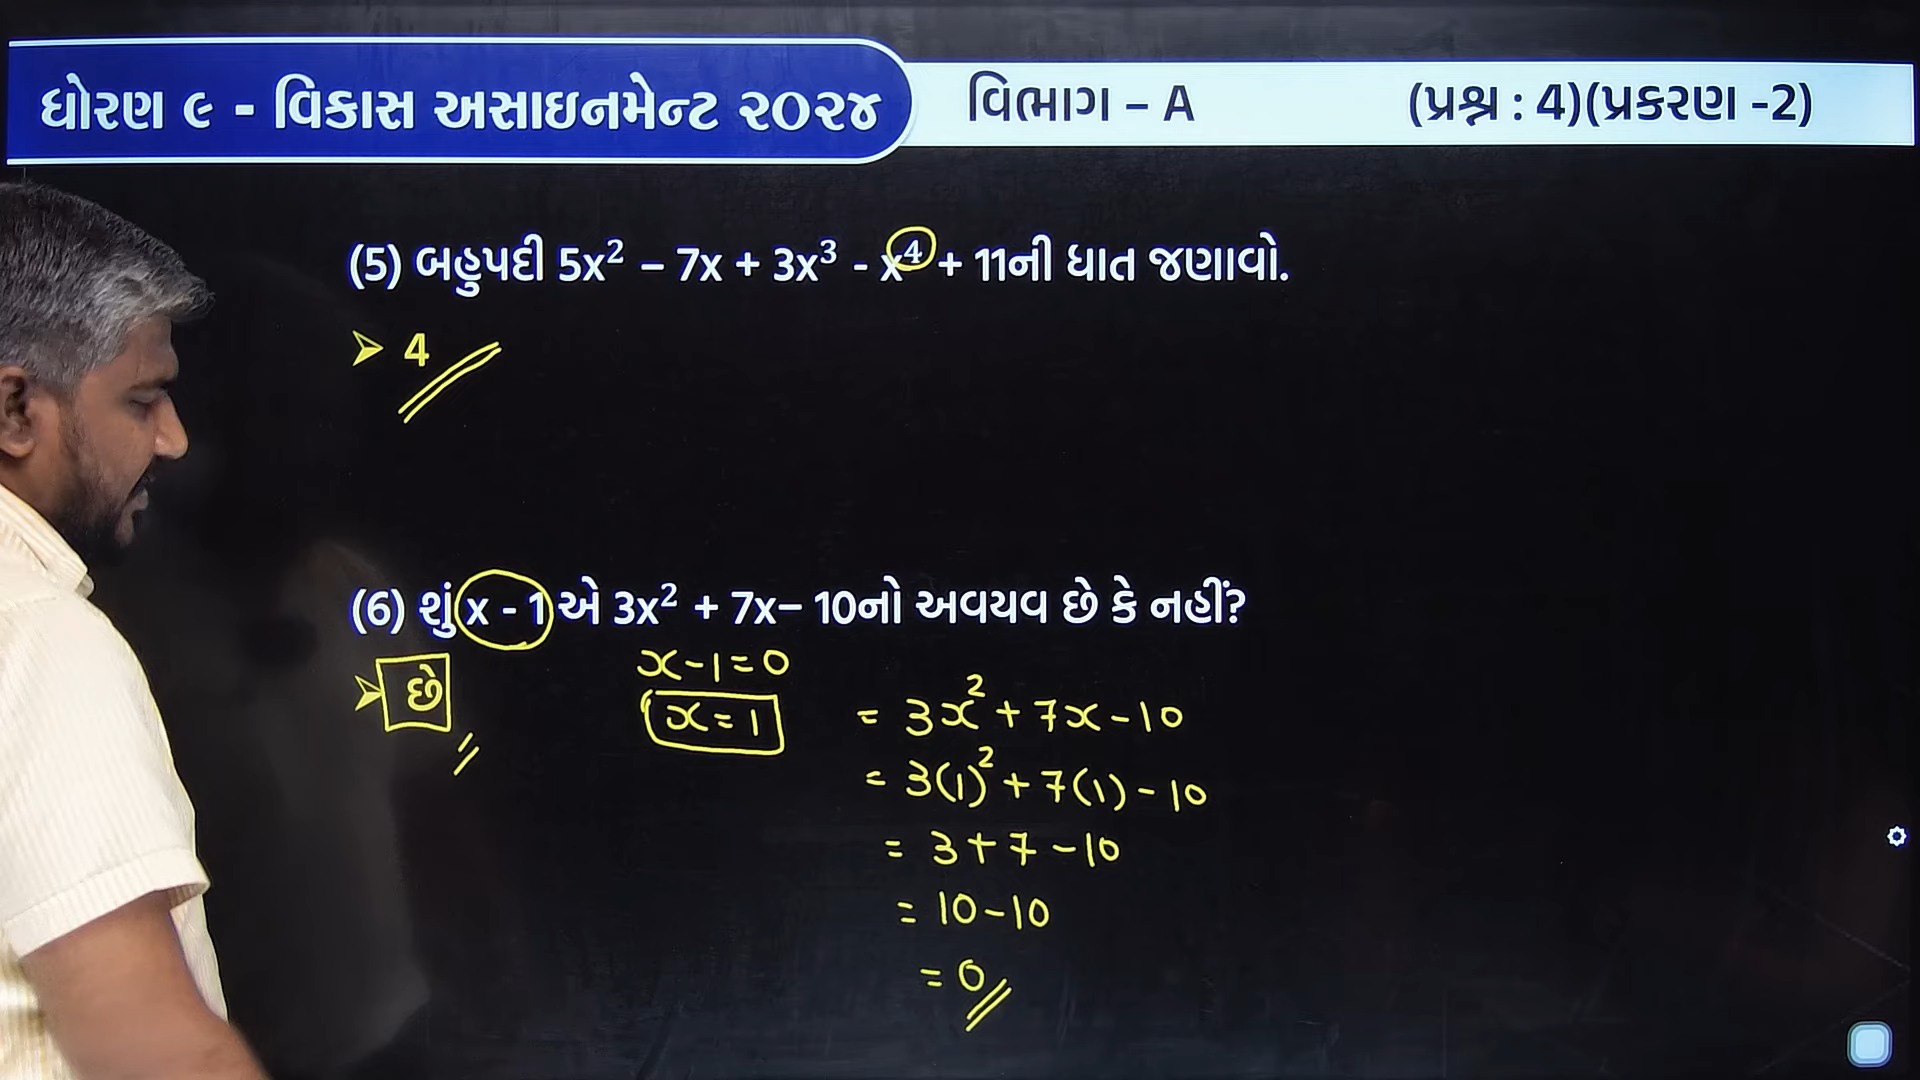 ધોરણ ૯ - વિકાસ અસાઇનમેન્ટ ૨૦૨૪
વિભાગ – A
(પ્રશ્ન : 4)(પ્રકરણ -2)
(5) બહુપદી 5x² – 7x + 3x³ - x⁴ + 11ની ધાત જણાવો.
➢ 4
(6) શું x - 1 એ 3x² + 7x– 10નો અવયવ છે કે નહીં?
➢ છે
x-1=0
x=1
= 3x²+7x-10
= 3(1)²+7(1)-10
= 3+7-10
= 10-10
= 0